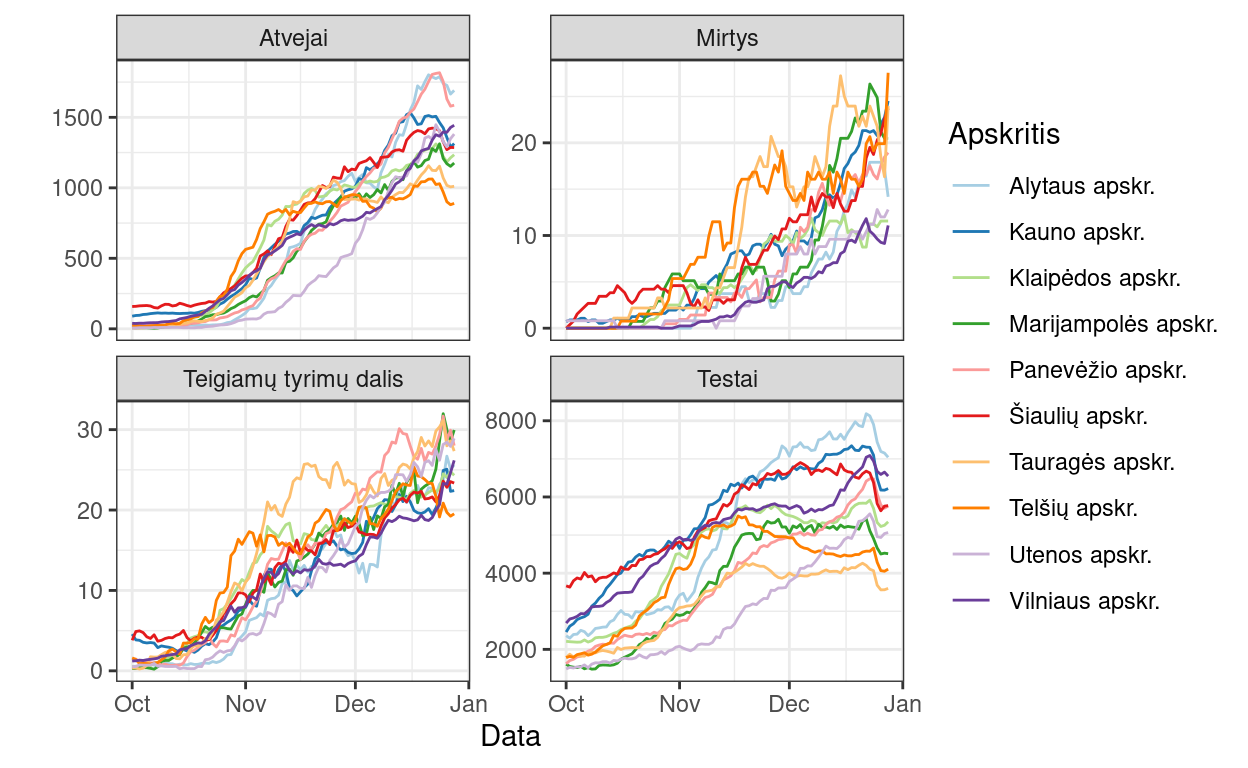 Atvejai
Mirtys
1500
1000
500
0
20
10
0
Teigiamų tyrimų dalis
Testai
30
20
10
0
8000
6000
4000
2000
Oct Nov Dec Jan
Oct Nov Dec Jan
Data
Apskritis
Alytaus apskr.
Kauno apskr.
Klaipėdos apskr.
Marijampolės apskr.
Panevėžio apskr.
Šiaulių apskr.
Tauragės apskr.
Telšių apskr.
Utenos apskr.
Vilniaus apskr.